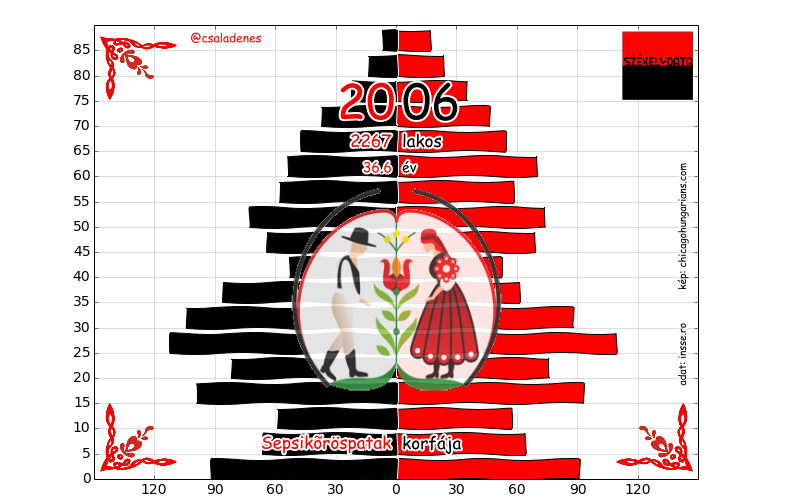 @csaladenes
SZÉKELYDATA
2006
2267 lakos
36.6 év
kép: chicagohungarians.com
adat: insse.ro
Sepsikőröspatak korfája
85
80
75
70
65
60
55
50
45
40
35
30
25
20
15
10
5
0
120 90 60 30 0 30 60 90 120